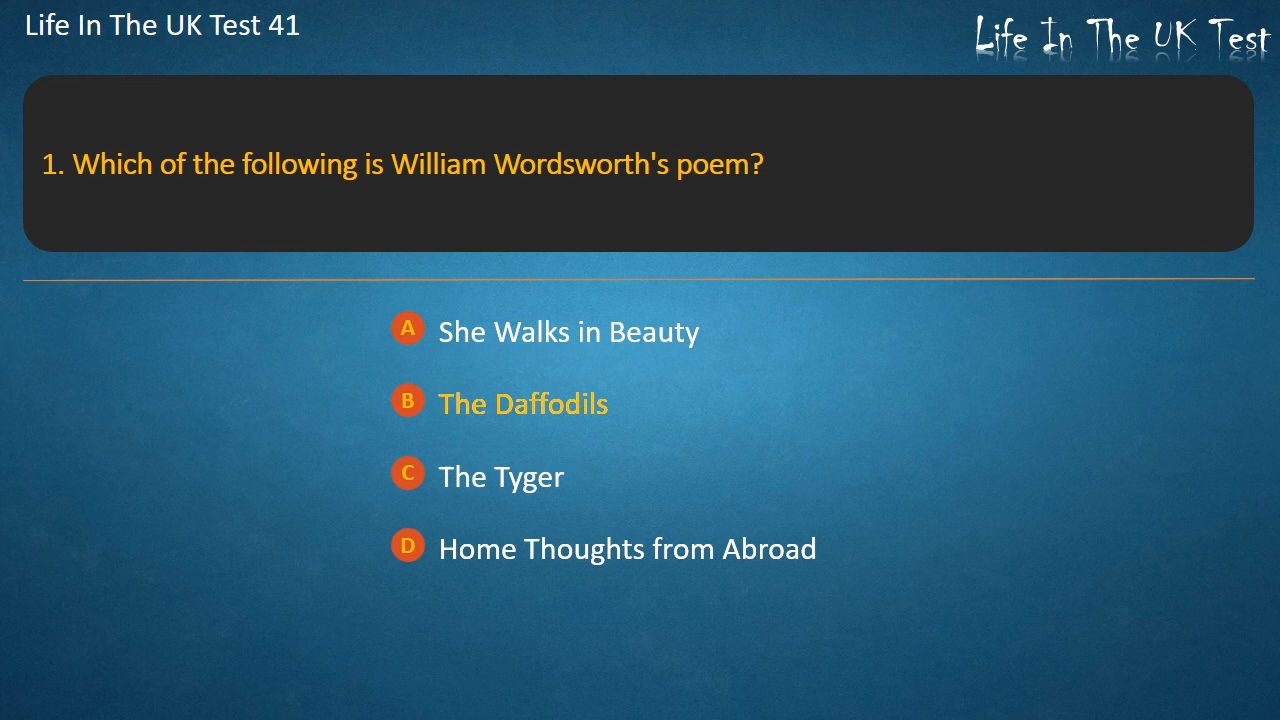 Life In The UK Test 41
Life In The UK Test
1. Which of the following is William Wordsworth's poem?
A She Walks in Beauty
B The Daffodils
C The Tyger
D Home Thoughts from Abroad